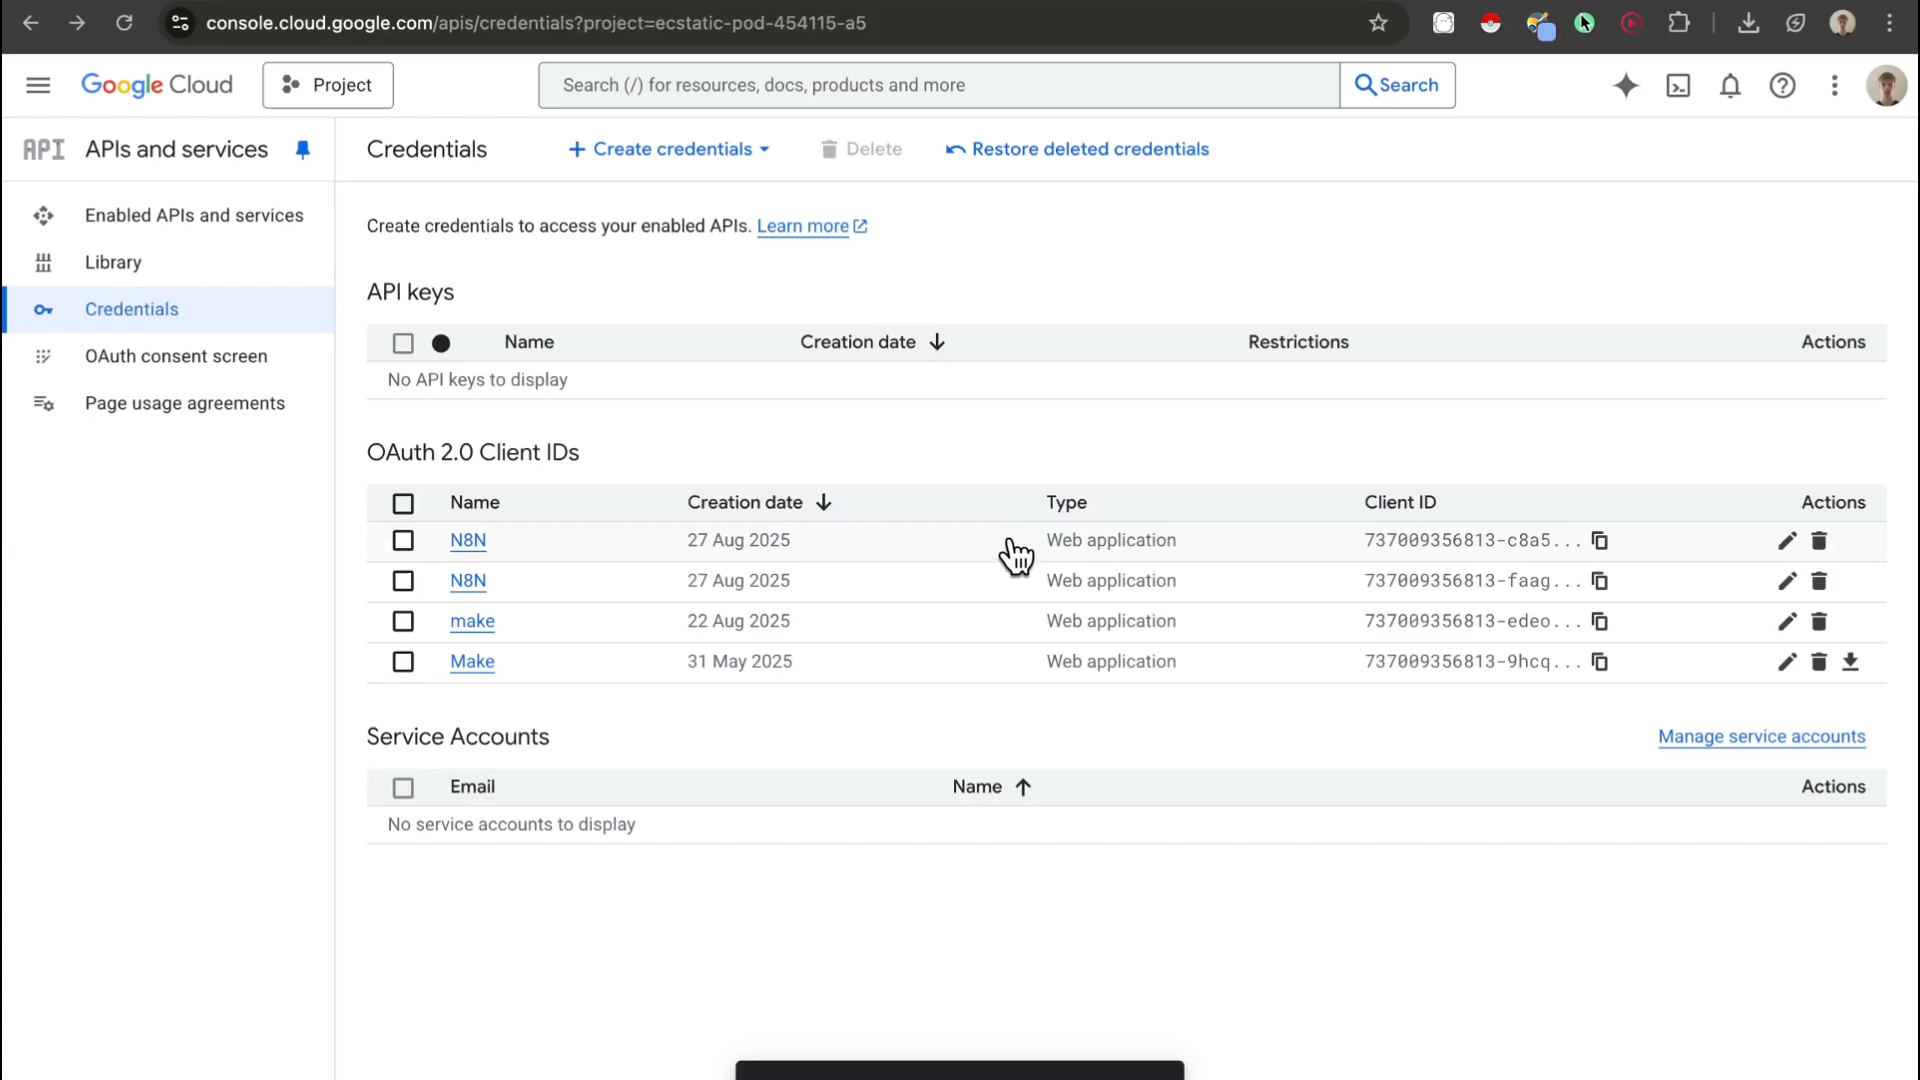 console.cloud.google.com/apis/credentials?project=ecstatic-pod-454115-a5
Google Cloud
Project
Search (/) for resources, docs, products and more
Search
API
APIs and services
Credentials
Create credentials
Delete
Restore deleted credentials
Enabled APIs and services
Library
Credentials
OAuth consent screen
Page usage agreements
Create credentials to access your enabled APIs. Learn more
API keys
Name Creation date Restrictions Actions
No API keys to display
OAuth 2.0 Client IDs
Name Creation date Type Client ID Actions
N8N 27 Aug 2025 Web application 737009356813-c8a5...
N8N 27 Aug 2025 Web application 737009356813-faag...
make 22 Aug 2025 Web application 737009356813-edeo...
Make 31 May 2025 Web application 737009356813-9hcq...
Service Accounts
Manage service accounts
Email Name Actions
No service accounts to display